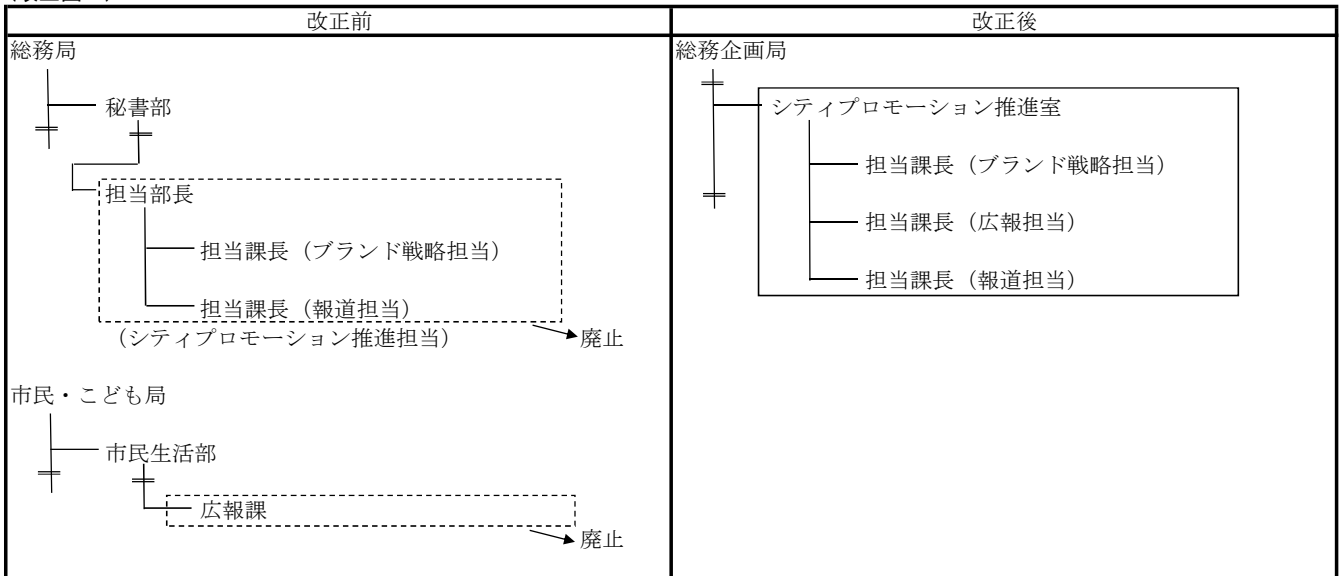 改正前
総務局
秘書部
担当部長
担当課長（ブランド戦略担当）
担当課長（報道担当）
（シティプロモーション推進担当）
廃止
市民・こども局
市民生活部
広報課
廃止
改正後
総務企画局
シティプロモーション推進室
担当課長（ブランド戦略担当）
担当課長（広報担当）
担当課長（報道担当）